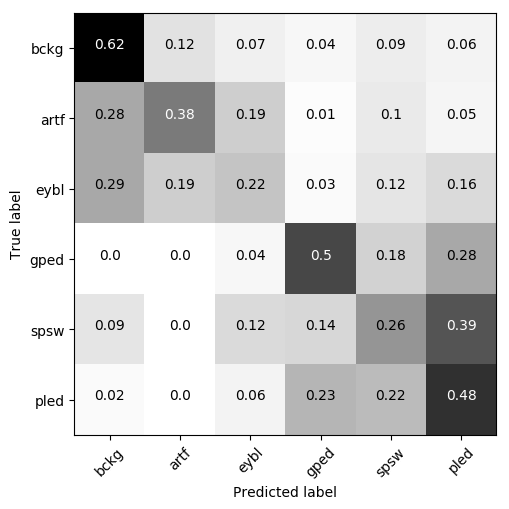 bckg 0.62 0.12 0.07 0.04 0.09 0.06
artf 0.28 0.38 0.19 0.01 0.1 0.05
eybl 0.29 0.19 0.22 0.03 0.12 0.16
gped 0.0 0.0 0.04 0.5 0.18 0.28
spsw 0.09 0.0 0.12 0.14 0.26 0.39
pled 0.02 0.0 0.06 0.23 0.22 0.48
bckg artf eybl gped spsw pled
Predicted label
True label